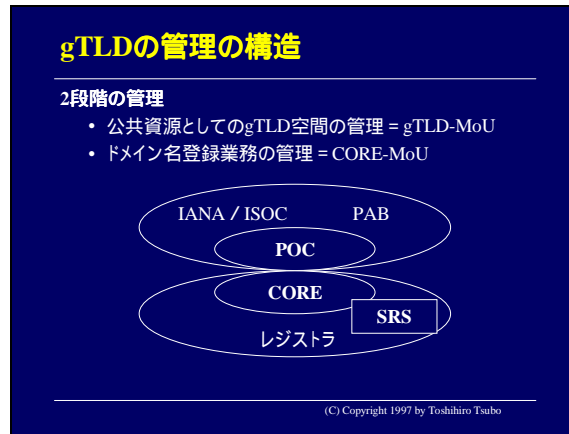 gTLDの管理の構造
2段階の管理
• 公共資源としてのgTLD空間の管理 = gTLD-MoU
• ドメイン名登録業務の管理 = CORE-MoU
IANA / ISOC PAB
POC
CORE
SRS
レジストラ
(C) Copyright 1997 by Toshihiro Tsubo